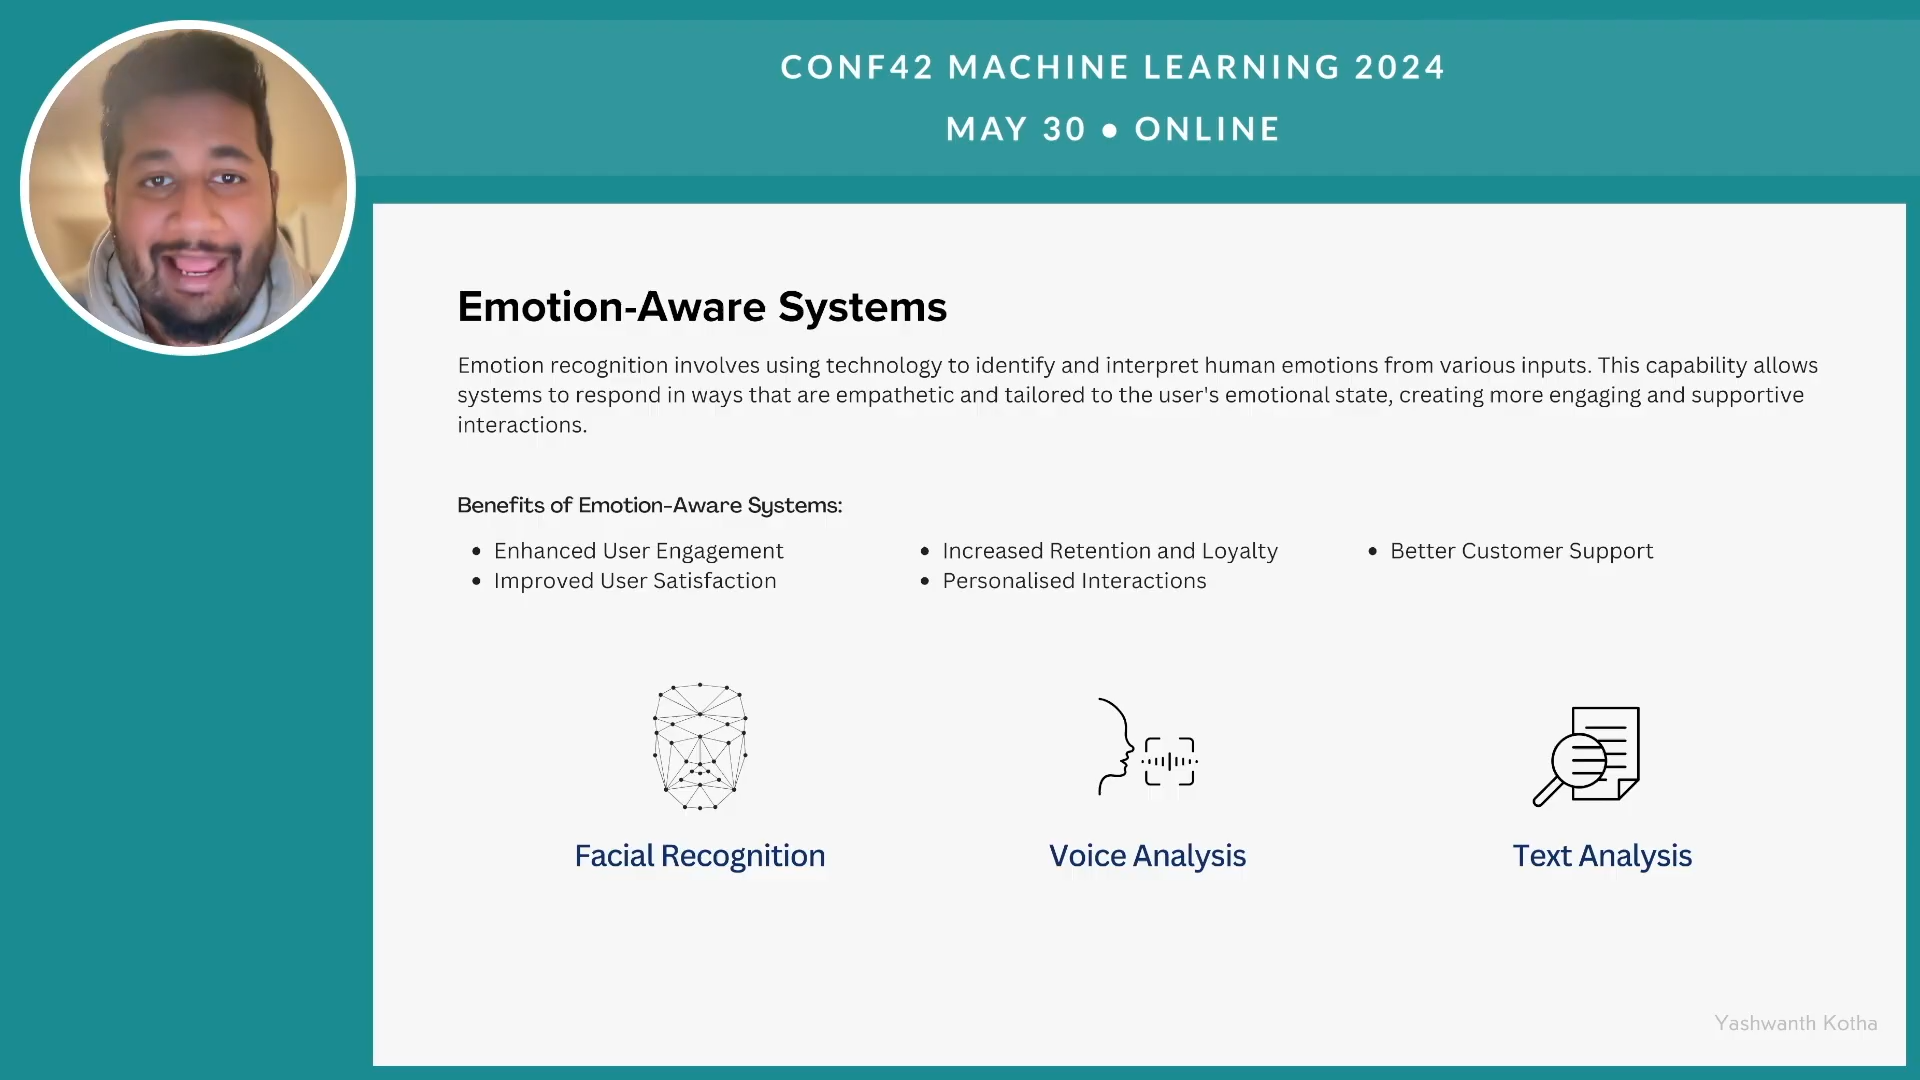 CONF42 MACHINE LEARNING 2024
MAY 30 • ONLINE
Emotion-Aware Systems
Emotion recognition involves using technology to identify and interpret human emotions from various inputs. This capability allows
systems to respond in ways that are empathetic and tailored to the user's emotional state, creating more engaging and supportive
interactions.
Benefits of Emotion-Aware Systems:
• Enhanced User Engagement
• Improved User Satisfaction
• Increased Retention and Loyalty
• Personalised Interactions
• Better Customer Support
Facial Recognition
Voice Analysis
Text Analysis
Yashwanth Kotha